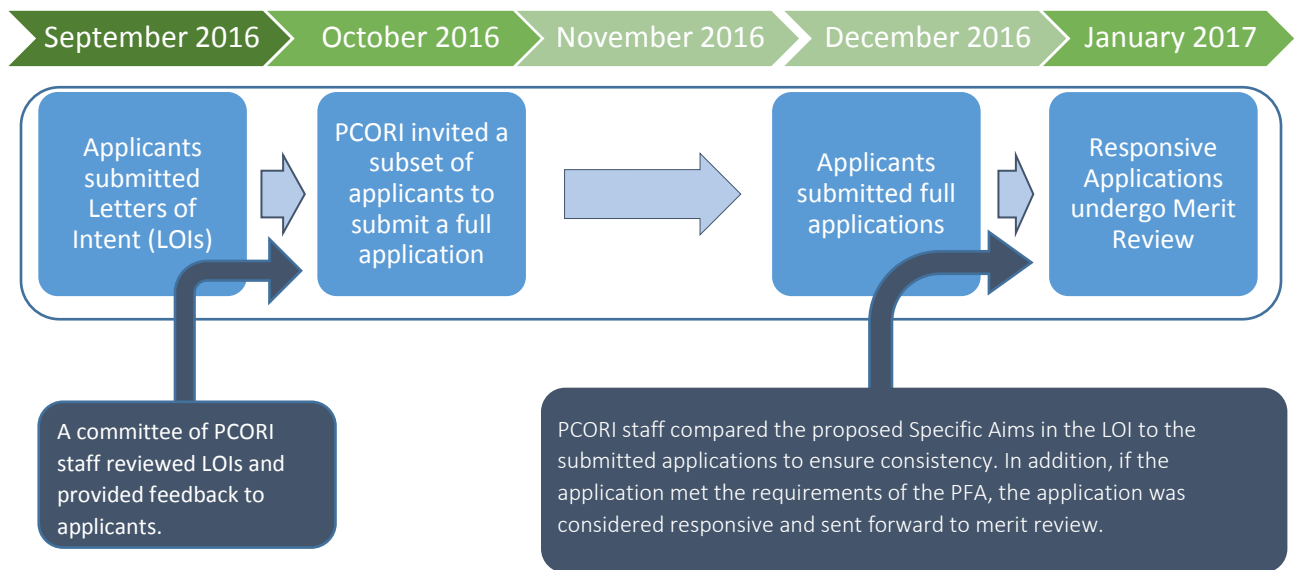 September 2016
October 2016
November 2016
December 2016
January 2017
Applicants
submitted
Letters of
Intent (LOIs)
PCORI invited a
subset of
applicants to
submit a full
application
Applicants
submitted full
applications
Responsive
Applications
undergo Merit
Review
A committee of PCORI
staff reviewed LOIs and
provided feedback to
applicants.
PCORI staff compared the proposed Specific Aims in the LOI to the
submitted applications to ensure consistency. In addition, if the
application met the requirements of the PFA, the application was
considered responsive and sent forward to merit review.